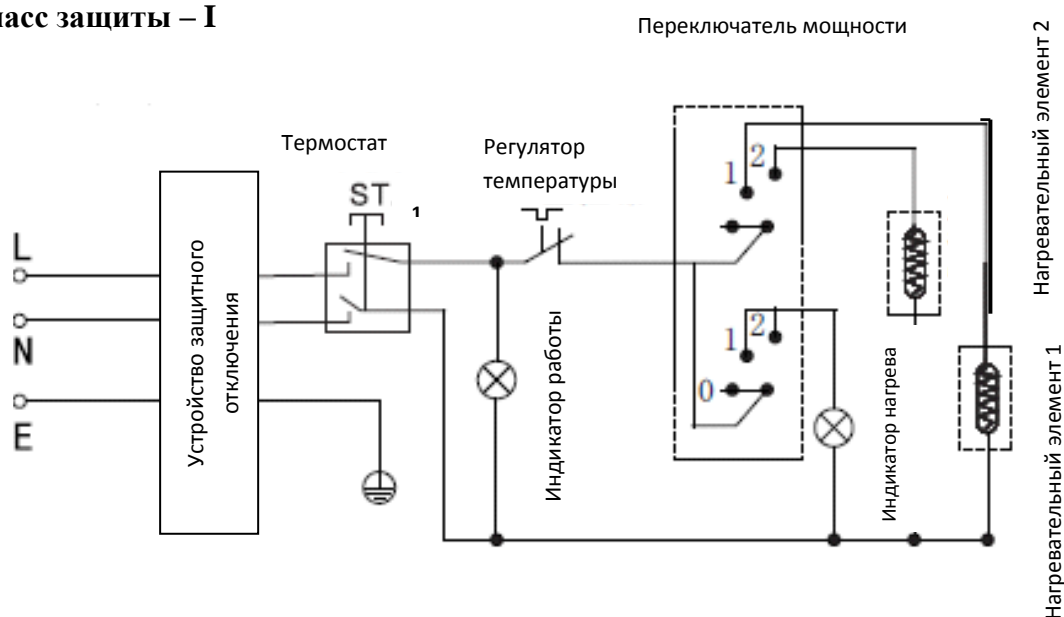 ласс защиты – I
Переключатель мощности
Нагревательный элемент 2
Термостат
Регулятор
температуры
ST
1
1
2
L
N
E
Устройство защитного
отключения
Индикатор работы
1
2
0
Индикатор нагрева
Нагревательный элемент 1